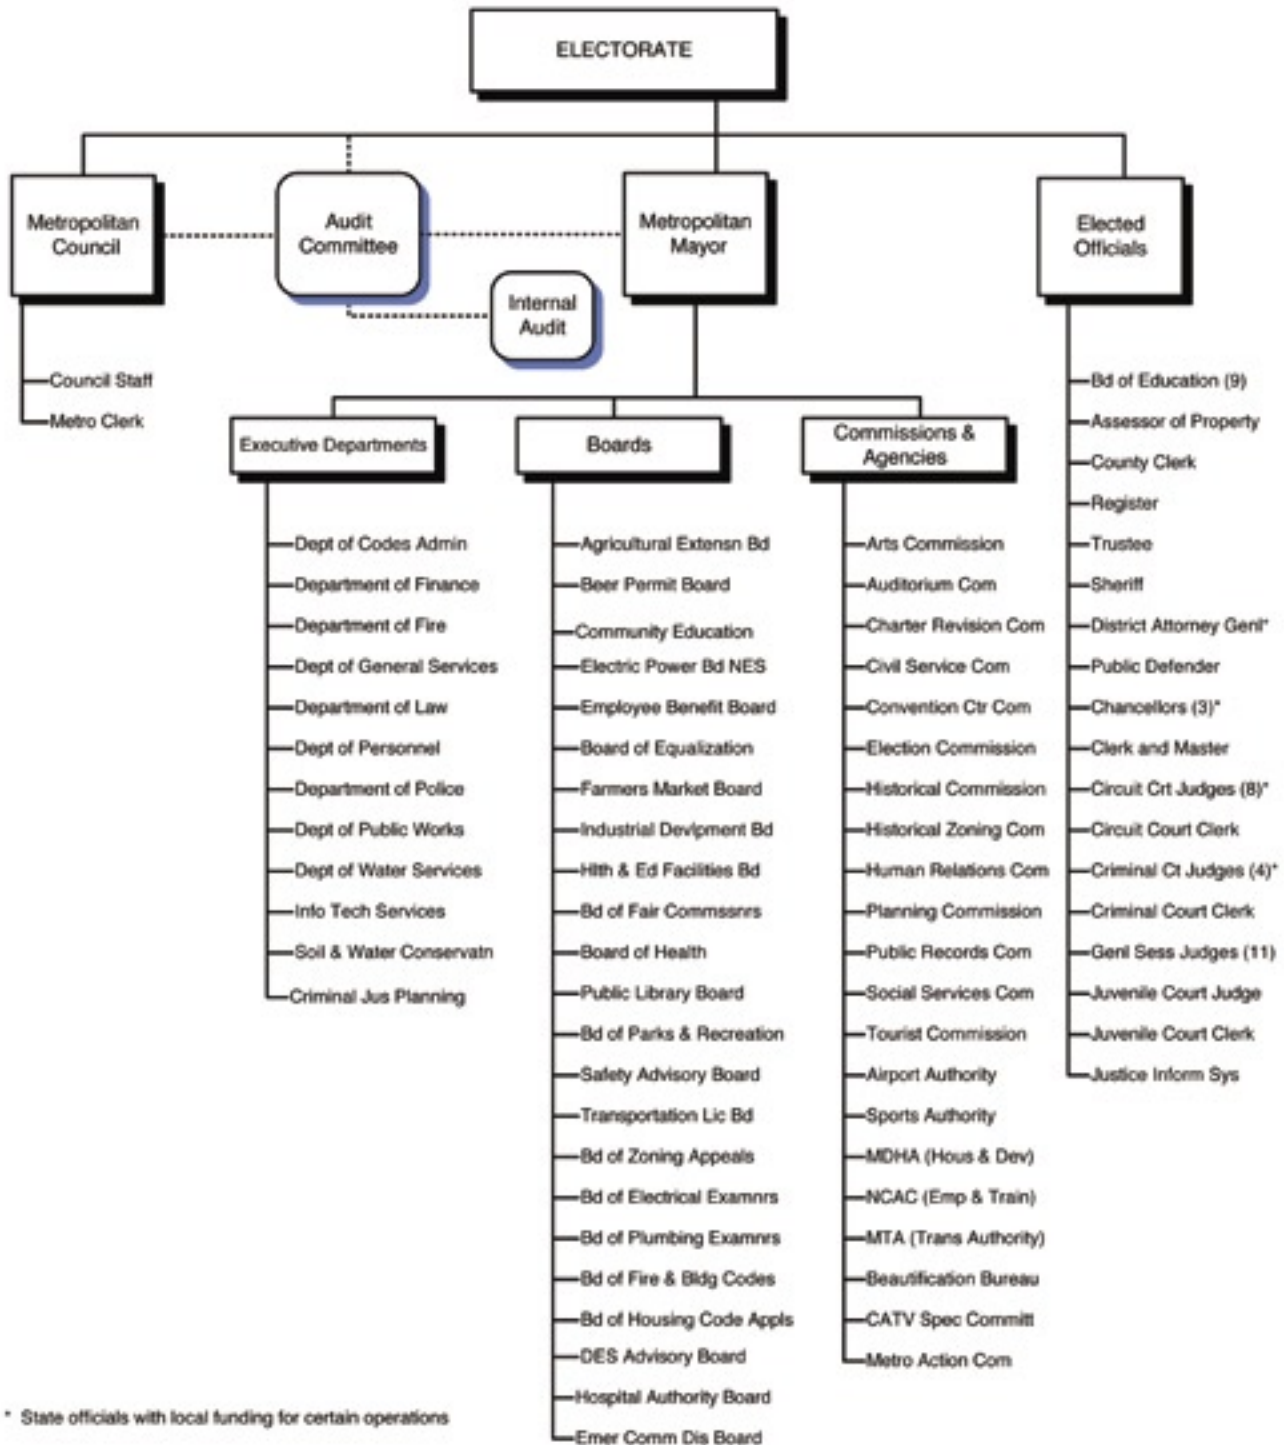 ELECTORATE
Metropolitan
Council
Audit
Committee
Metropolitan
Mayor
Elected
Officials
Internal
Audit
Council Staff
Metro Clerk
Executive Departments
Dept of Codes Admin
Department of Finance
Department of Fire
Dept of General Services
Department of Law
Dept of Personnel
Department of Police
Dept of Public Works
Dept of Water Services
Info Tech Services
Soil & Water Conservatn
Criminal Jus Planning
Boards
Agricultural Extensn Bd
Beer Permit Board
Community Education
Electric Power Bd NES
Employee Benefit Board
Board of Equalization
Farmers Market Board
Industrial Devlpment Bd
Hlth & Ed Facilities Bd
Bd of Fair Commssnrs
Board of Health
Public Library Board
Bd of Parks & Recreation
Safety Advisory Board
Transportation Lic Bd
Bd of Zoning Appeals
Bd of Electrical Examnrs
Bd of Plumbing Examnrs
Bd of Fire & Bldg Codes
Bd of Housing Code Appls
DES Advisory Board
Hospital Authority Board
Emer Comm Dis Board
Commissions &
Agencies
Arts Commission
Auditorium Com
Charter Revision Com
Civil Service Com
Convention Ctr Com
Election Commission
Historical Commission
Historical Zoning Com
Human Relations Com
Planning Commission
Public Records Com
Social Services Com
Tourist Commission
Airport Authority
Sports Authority
MDHA (Hous & Dev)
NCAC (Emp & Train)
MTA (Trans Authority)
Beautification Bureau
CATV Spec Committ
Metro Action Com
Bd of Education (9)
Assessor of Property
County Clerk
Register
Trustee
Sheriff
District Attorney Genl*
Public Defender
Chancellors (3)*
Clerk and Master
Circuit Crt Judges (8)*
Circuit Court Clerk
Criminal Ct Judges (4)*
Criminal Court Clerk
Genl Sess Judges (11)
Juvenile Court Judge
Juvenile Court Clerk
Justice Inform Sys
* State officials with local funding for certain operations